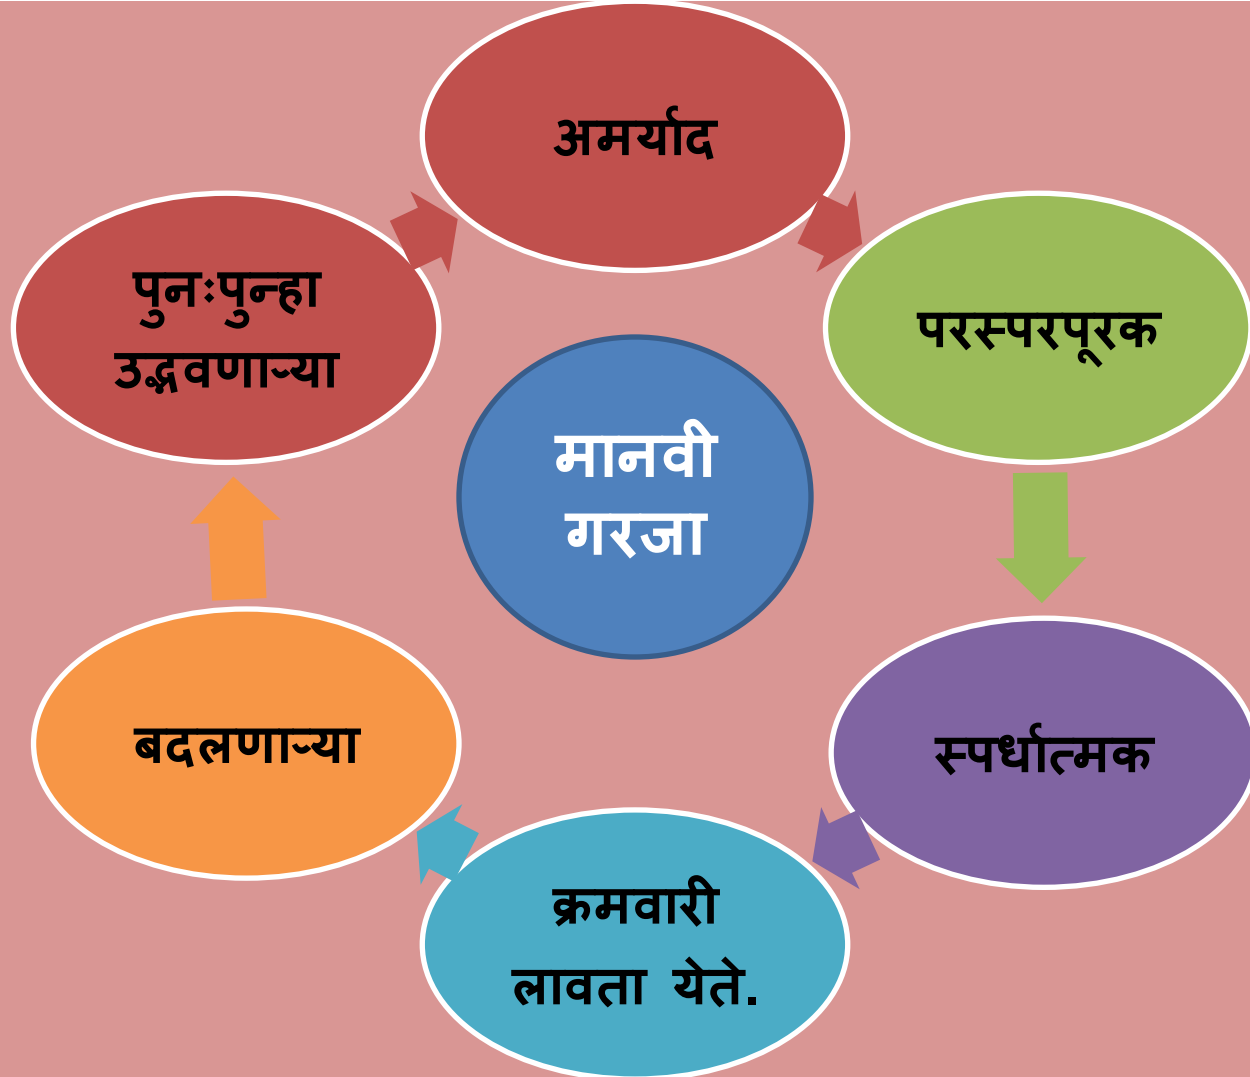 अमर्याद
परस्परपूरक
स्पर्धात्मक
क्रमवारी
लावता येते.
बदलणाऱ्या
पुनःपुन्हा
उद्भवणाऱ्या
मानवी
गरजा